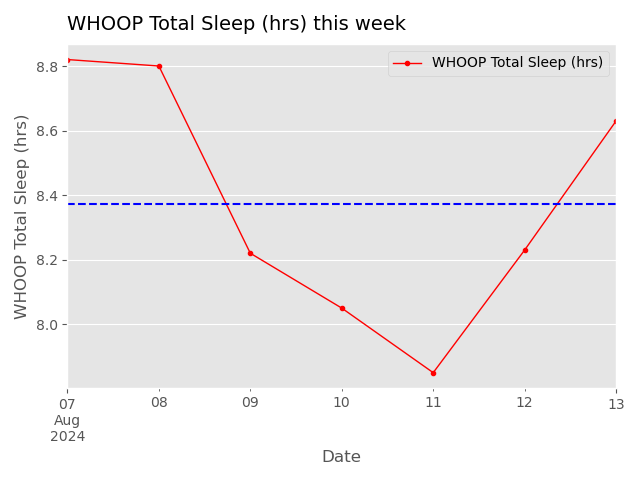 WHOOP Total Sleep (hrs) this week
WHOOP Total Sleep (hrs)
WHOOP Total Sleep (hrs)
8.8
8.6
8.4
8.2
8.0
07 08 09 10 11 12 13
Aug
2024
Date